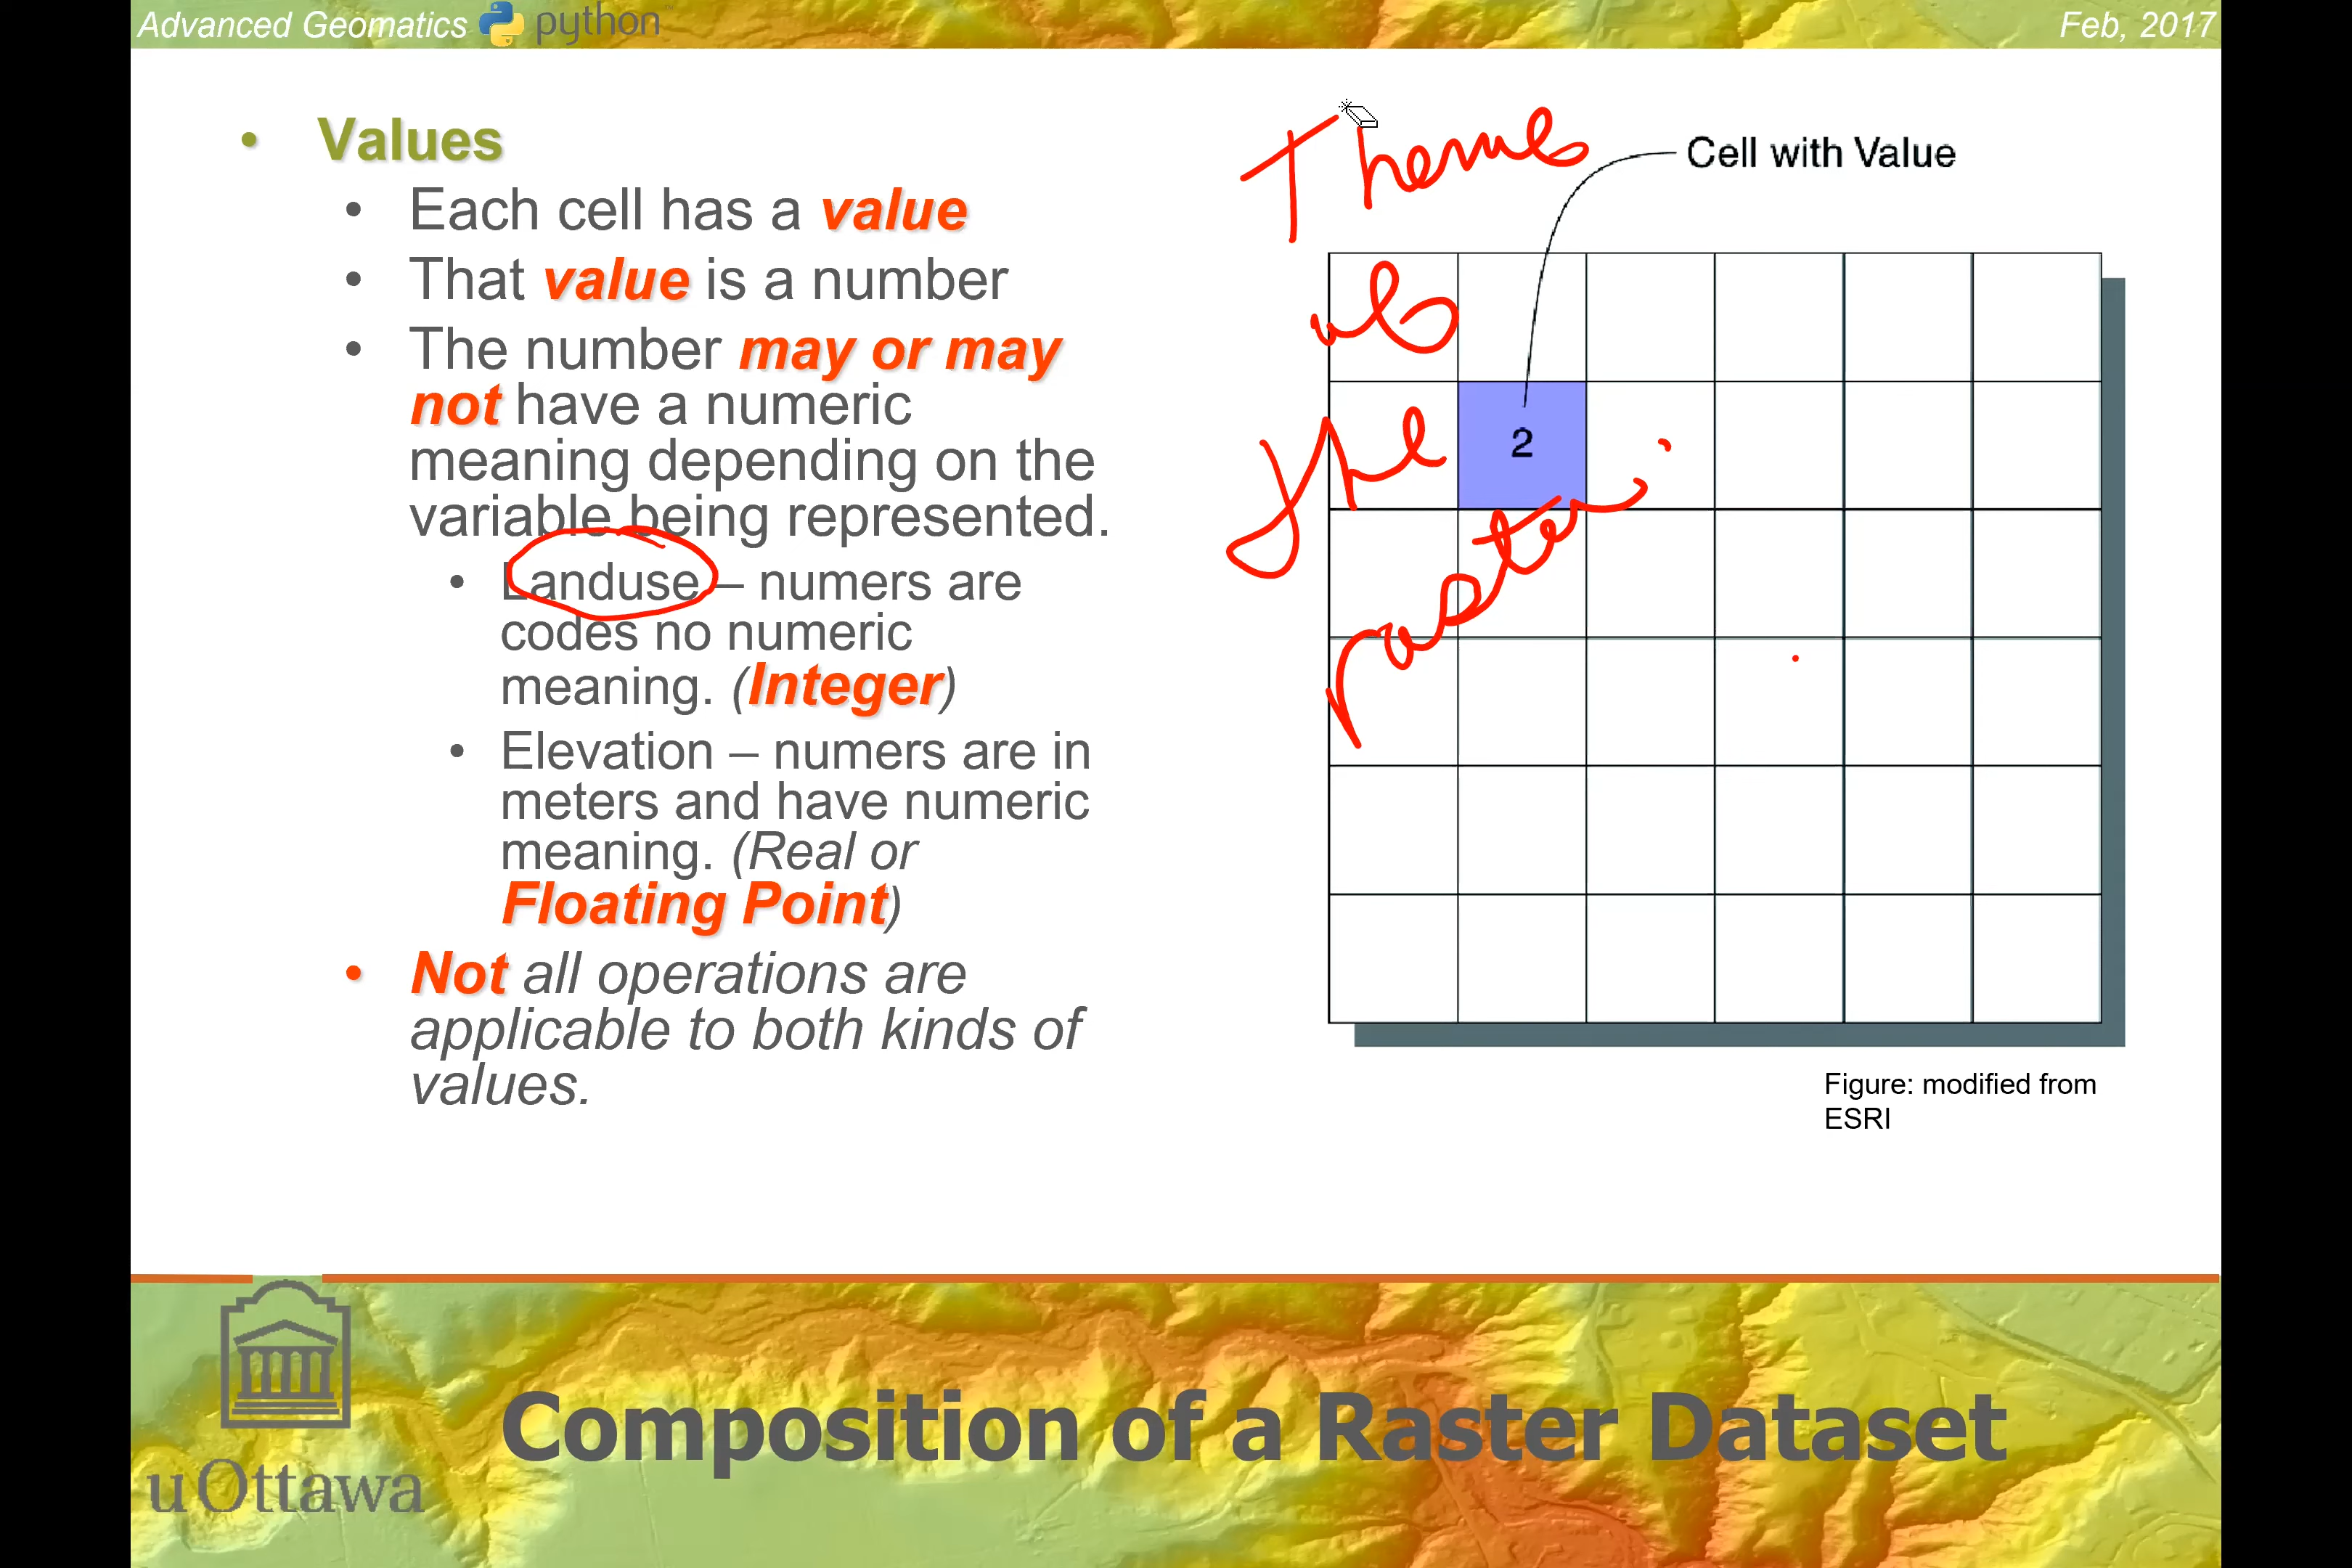 Advanced Geomatics python™ Feb, 2017
• Values
• Each cell has a value
• That value is a number
• The number may or may
not have a numeric
meaning depending on the
variable being represented.
• Landuse – numers are
codes no numeric
meaning. (Integer)
• Elevation – numers are in
meters and have numeric
meaning. (Real or
Floating Point)
• Not all operations are
applicable to both kinds of
values.
Theme
of
the
raster
Cell with Value
2
Figure: modified from
ESRI
uOttawa
Composition of a Raster Dataset